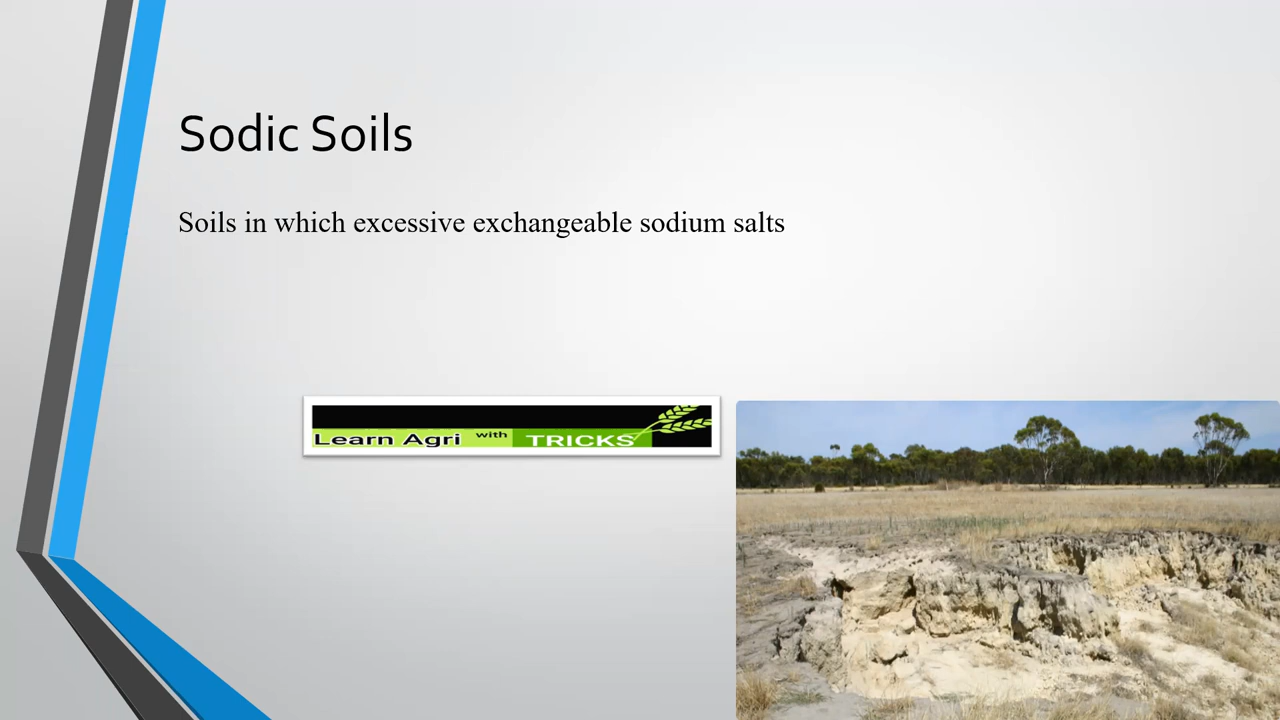 Sodic Soils
Soils in which excessive exchangeable sodium salts
Learn Agri with TRICKS